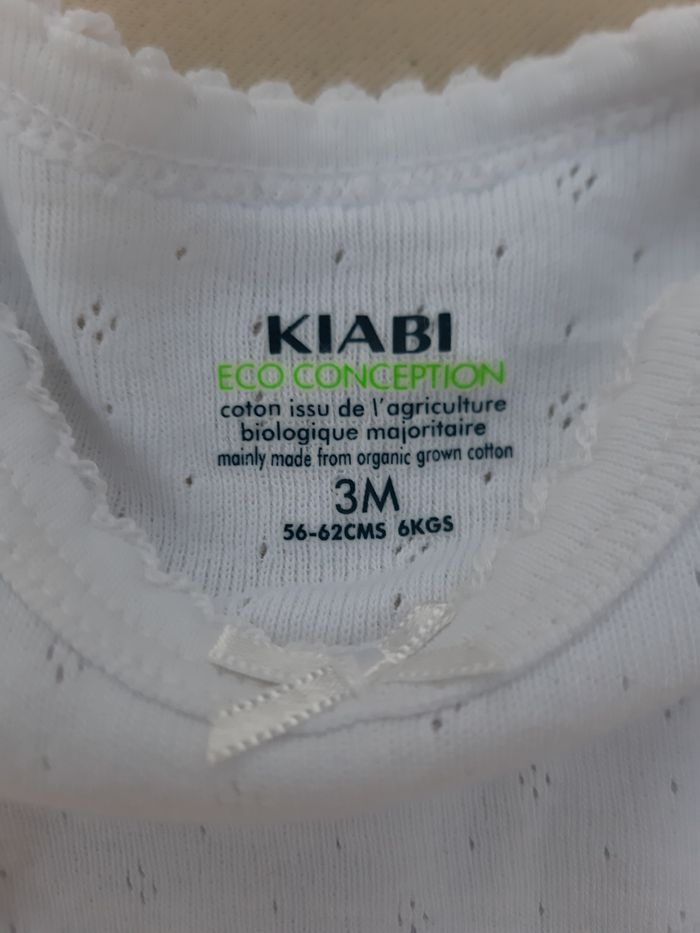 KIABI
ECO CONCEPTION
coton issu de l'agriculture
biologique majoritaire
mainly made from organic grown cotton
3M
56-62CMS 6KGS